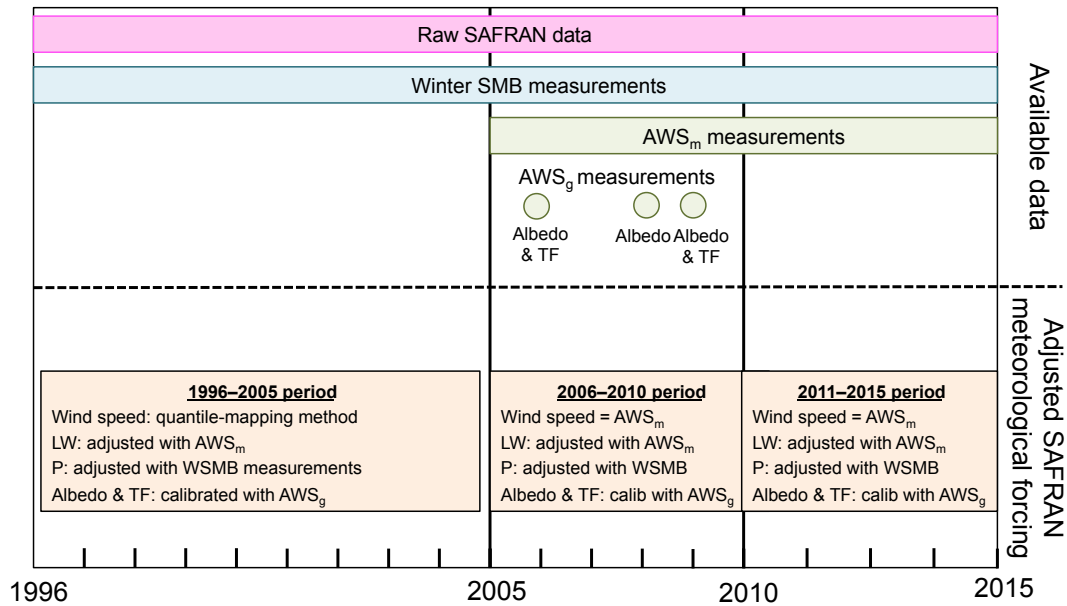 Raw SAFRAN data
Winter SMB measurements
AWSm measurements
AWSg measurements
Albedo
& TF
Albedo
Albedo
& TF
Available data
Adjusted SAFRAN
meteorological forcing
1996–2005 period
Wind speed: quantile-mapping method
LW: adjusted with AWSm
P: adjusted with WSMB measurements
Albedo & TF: calibrated with AWSg
2006–2010 period
Wind speed = AWSm
LW: adjusted with AWSm
P: adjusted with WSMB
Albedo & TF: calib with AWSg
2011–2015 period
Wind speed = AWSm
LW: adjusted with AWSm
P: adjusted with WSMB
Albedo & TF: calib with AWSg
1996
2005
2010
2015